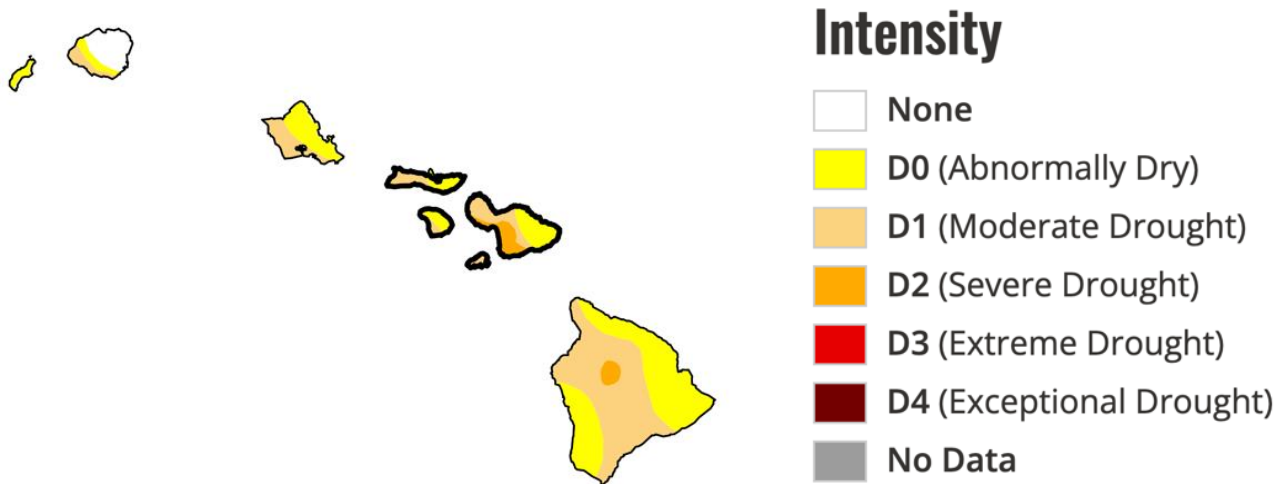 Intensity
None
D0 (Abnormally Dry)
D1 (Moderate Drought)
D2 (Severe Drought)
D3 (Extreme Drought)
D4 (Exceptional Drought)
No Data